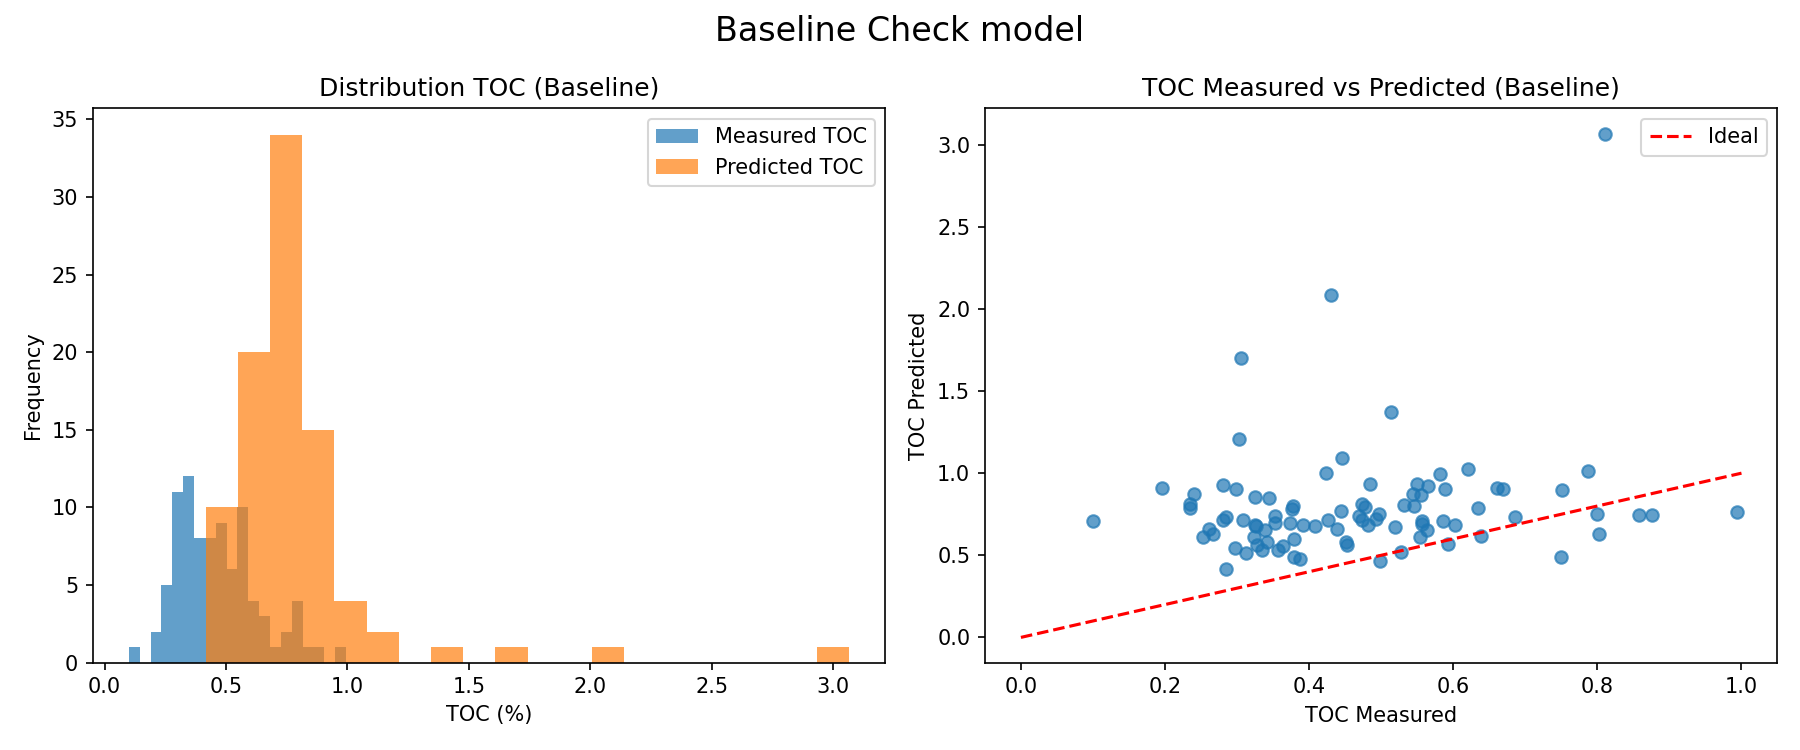 Baseline Check model
Distribution TOC (Baseline)
35
30
25
20
15
10
5
0
Frequency
Measured TOC
Predicted TOC
0.0 0.5 1.0 1.5 2.0 2.5 3.0
TOC (%)
TOC Measured vs Predicted (Baseline)
3.0
2.5
2.0
1.5
1.0
0.5
0.0
TOC Predicted
Ideal
0.0 0.2 0.4 0.6 0.8 1.0
TOC Measured